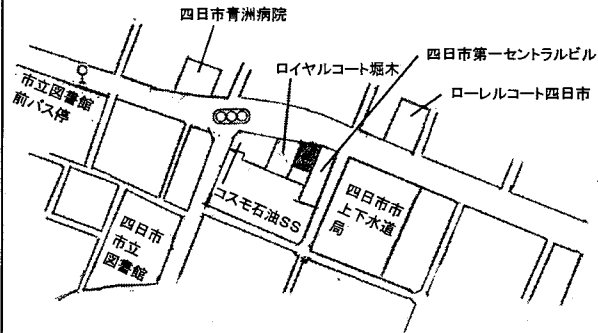 四日市青洲病院
ロイヤルコート堀木
四日市第一セントラルビル
ローレルコート四日市
市立図書館
前バス停
コスモ石油SS
四日市市
上下水道
局
四日市
市立
図書館